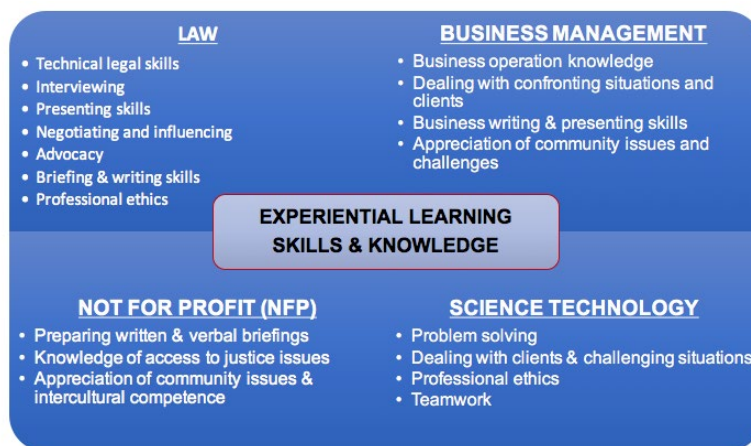 LAW
• Technical legal skills
• Interviewing
• Presenting skills
• Negotiating and influencing
• Advocacy
• Briefing & writing skills
• Professional ethics
BUSINESS MANAGEMENT
• Business operation knowledge
• Dealing with confronting situations and
clients
• Business writing & presenting skills
• Appreciation of community issues and
challenges
EXPERIENTIAL LEARNING
SKILLS & KNOWLEDGE
NOT FOR PROFIT (NFP)
• Preparing written & verbal briefings
• Knowledge of access to justice issues
• Appreciation of community issues &
intercultural competence
SCIENCE TECHNOLOGY
• Problem solving
• Dealing with clients & challenging situations
• Professional ethics
• Teamwork